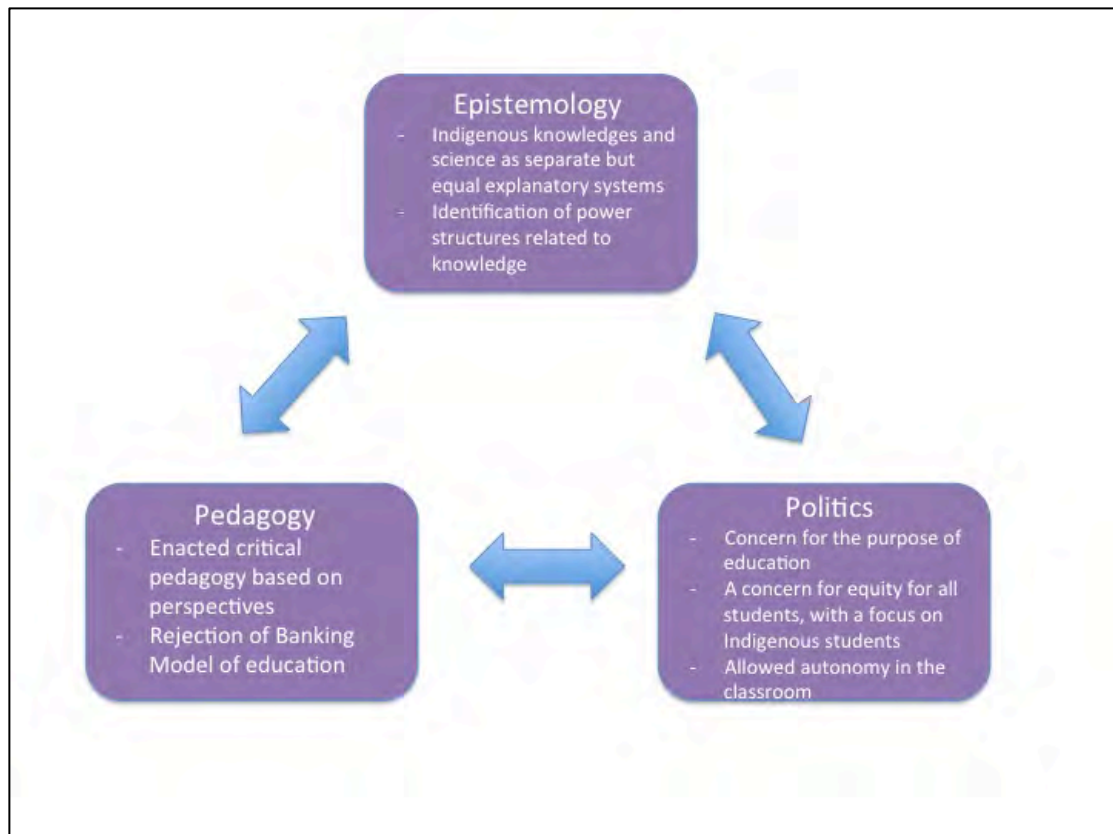 Epistemology
- Indigenous knowledges and
science as separate but
equal explanatory systems
- Identification of power
structures related to
knowledge
Pedagogy
- Enacted critical
pedagogy based on
perspectives
- Rejection of Banking
Model of education
Politics
- Concern for the purpose of
education
- A concern for equity for all
students, with a focus on
Indigenous students
- Allowed autonomy in the
classroom